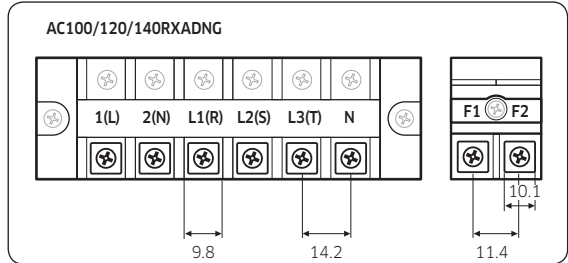 AC100/120/140RXADNG
1(L) 2(N) L1(R) L2(S) L3(T) N
F1 F2
10.1
9.8 14.2 11.4